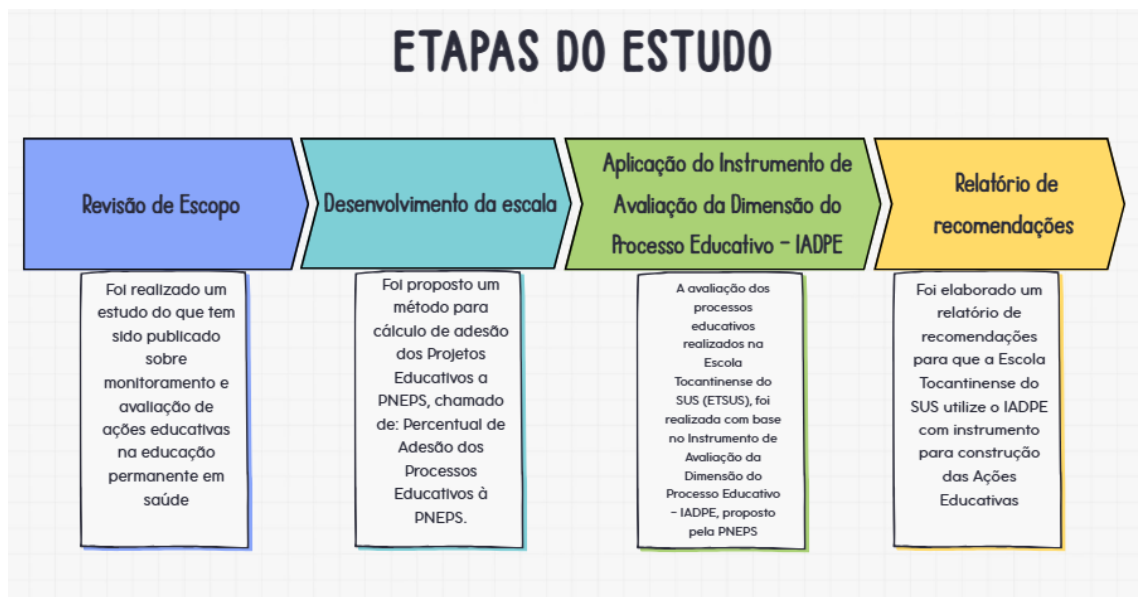 ETAPAS DO ESTUDO
Revisão de Escopo
Foi realizado um
estudo do que tem
sido publicado
sobre
monitoramento e
avaliação de
ações educativas
na educação
permanente em
saúde
Desenvolvimento da escala
Foi proposto um
método para
cálculo de adesão
dos Projetos
Educativos a
PNEPS, chamado
de: Percentual de
Adesão dos
Processos
Educativos à
PNEPS.
Aplicação do Instrumento de
Avaliação da Dimensão do
Processo Educativo - IADPE
A avaliação dos
processos
educativos
realizados na
Escola
Tocantinense do
SUS (ETSUS), foi
realizada com base
no Instrumento de
Avaliação da
Dimensão do
Processo Educativo
- IADPE, proposto
pela PNEPS
Relatório de
recomendações
Foi elaborado um
relatório de
recomendações
para que a Escola
Tocantinense do
SUS utilize o IADPE
com instrumento
para construção
das Ações
Educativas